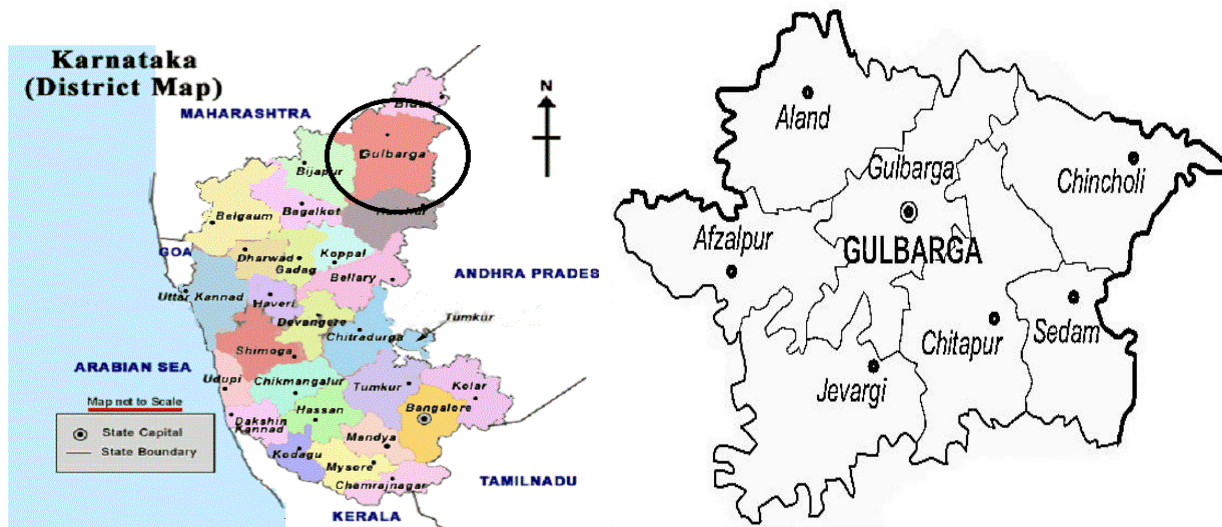 Karnataka
(District Map)
MAHARASHTRA
N
Bidar
Gulbarga
Bijapur
Bagalkot
Belgaum
GOA
Dharwad
Gadag
Koppal
Bellary
ANDHRA PRADES
Uttar Kannad
Haveri
Devangere
Chitradurga
Tumkur
Shimoga
ARABIAN SEA
Udupi
Chikmangalur
Tumkur
Kolar
Map not to Scale
Hassan
Bangalore
State Capital
State Boundary
Dakshin
Kannad
Mandya
Kodagu
Mysore
Chamrajnagar
TAMILNADU
KERALA
Aland
Gulbarga
Chincholi
Afzalpur
GULBARGA
Chitapur
Sedam
Jevargi